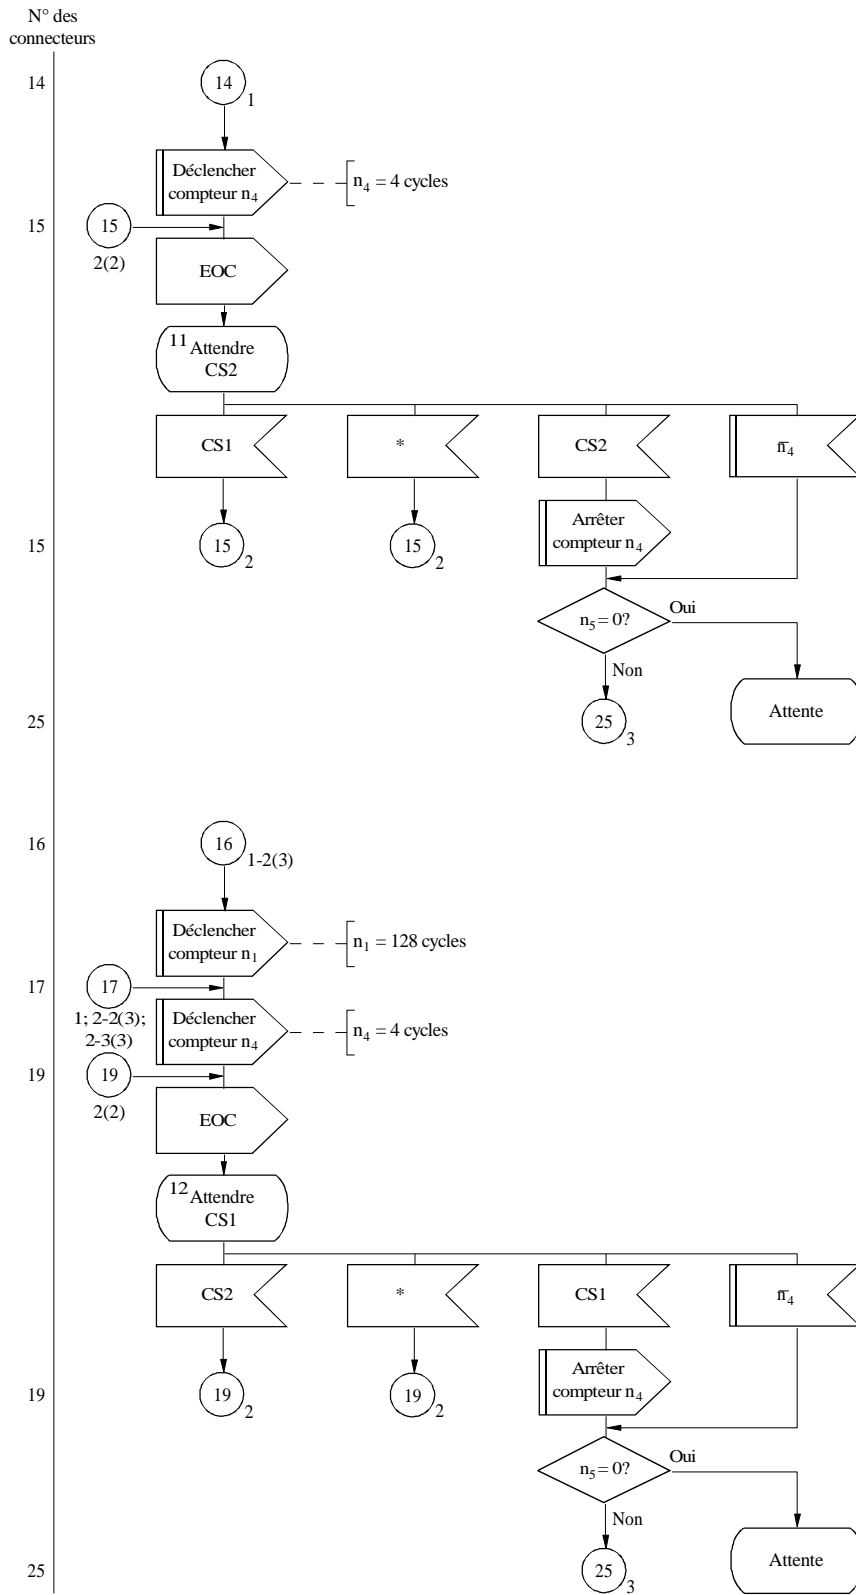 N° des
connecteurs
14
14
1
Déclencher
compteur n4
n4 = 4 cycles
15
15
2(2)
EOC
11 Attendre
CS2
CS1
*
CS2
n̅4
15
15
2
15
2
Arrêter
compteur n4
n5 = 0?
Oui
Non
25
25
3
Attente
16
16
1-2(3)
Déclencher
compteur n1
n1 = 128 cycles
17
17
1; 2-2(3);
2-3(3)
Déclencher
compteur n4
n4 = 4 cycles
19
19
2(2)
EOC
12 Attendre
CS1
CS2
*
CS1
n̅4
19
19
2
19
2
Arrêter
compteur n4
n5 = 0?
Oui
Non
25
25
3
Attente